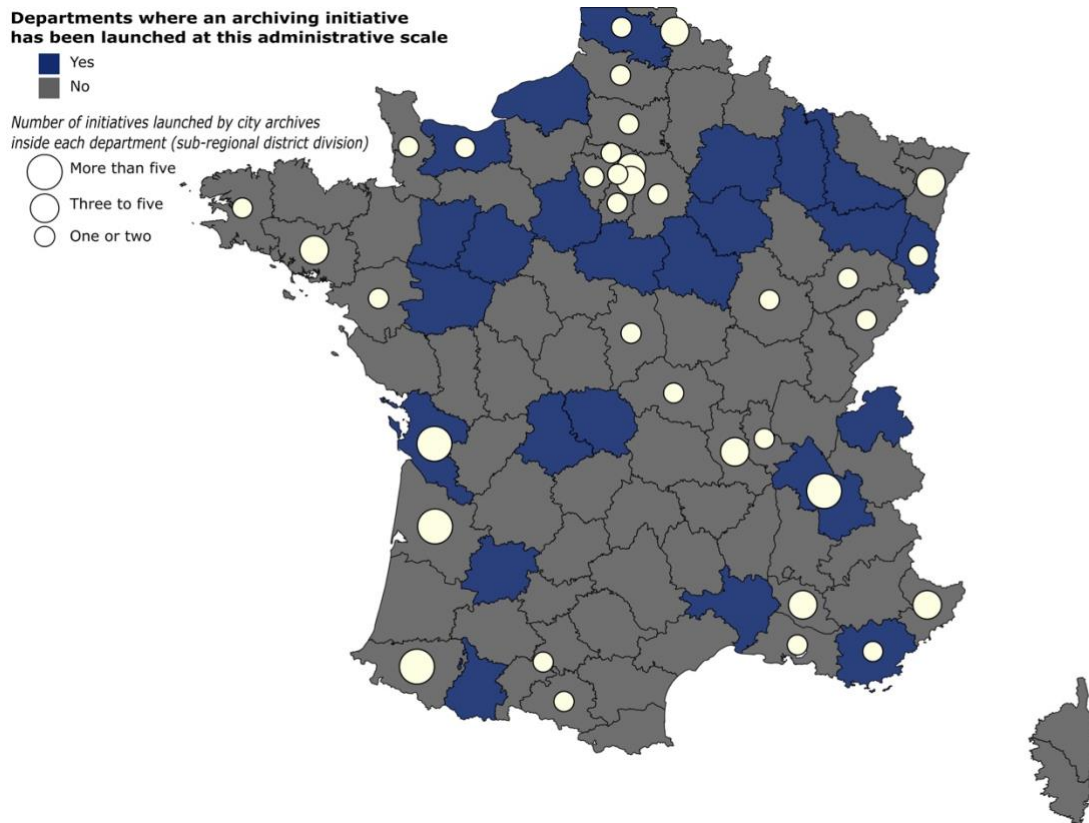 Departments where an archiving initiative
has been launched at this administrative scale
Yes
No
Number of initiatives launched by city archives
inside each department (sub-regional district division)
More than five
Three to five
One or two